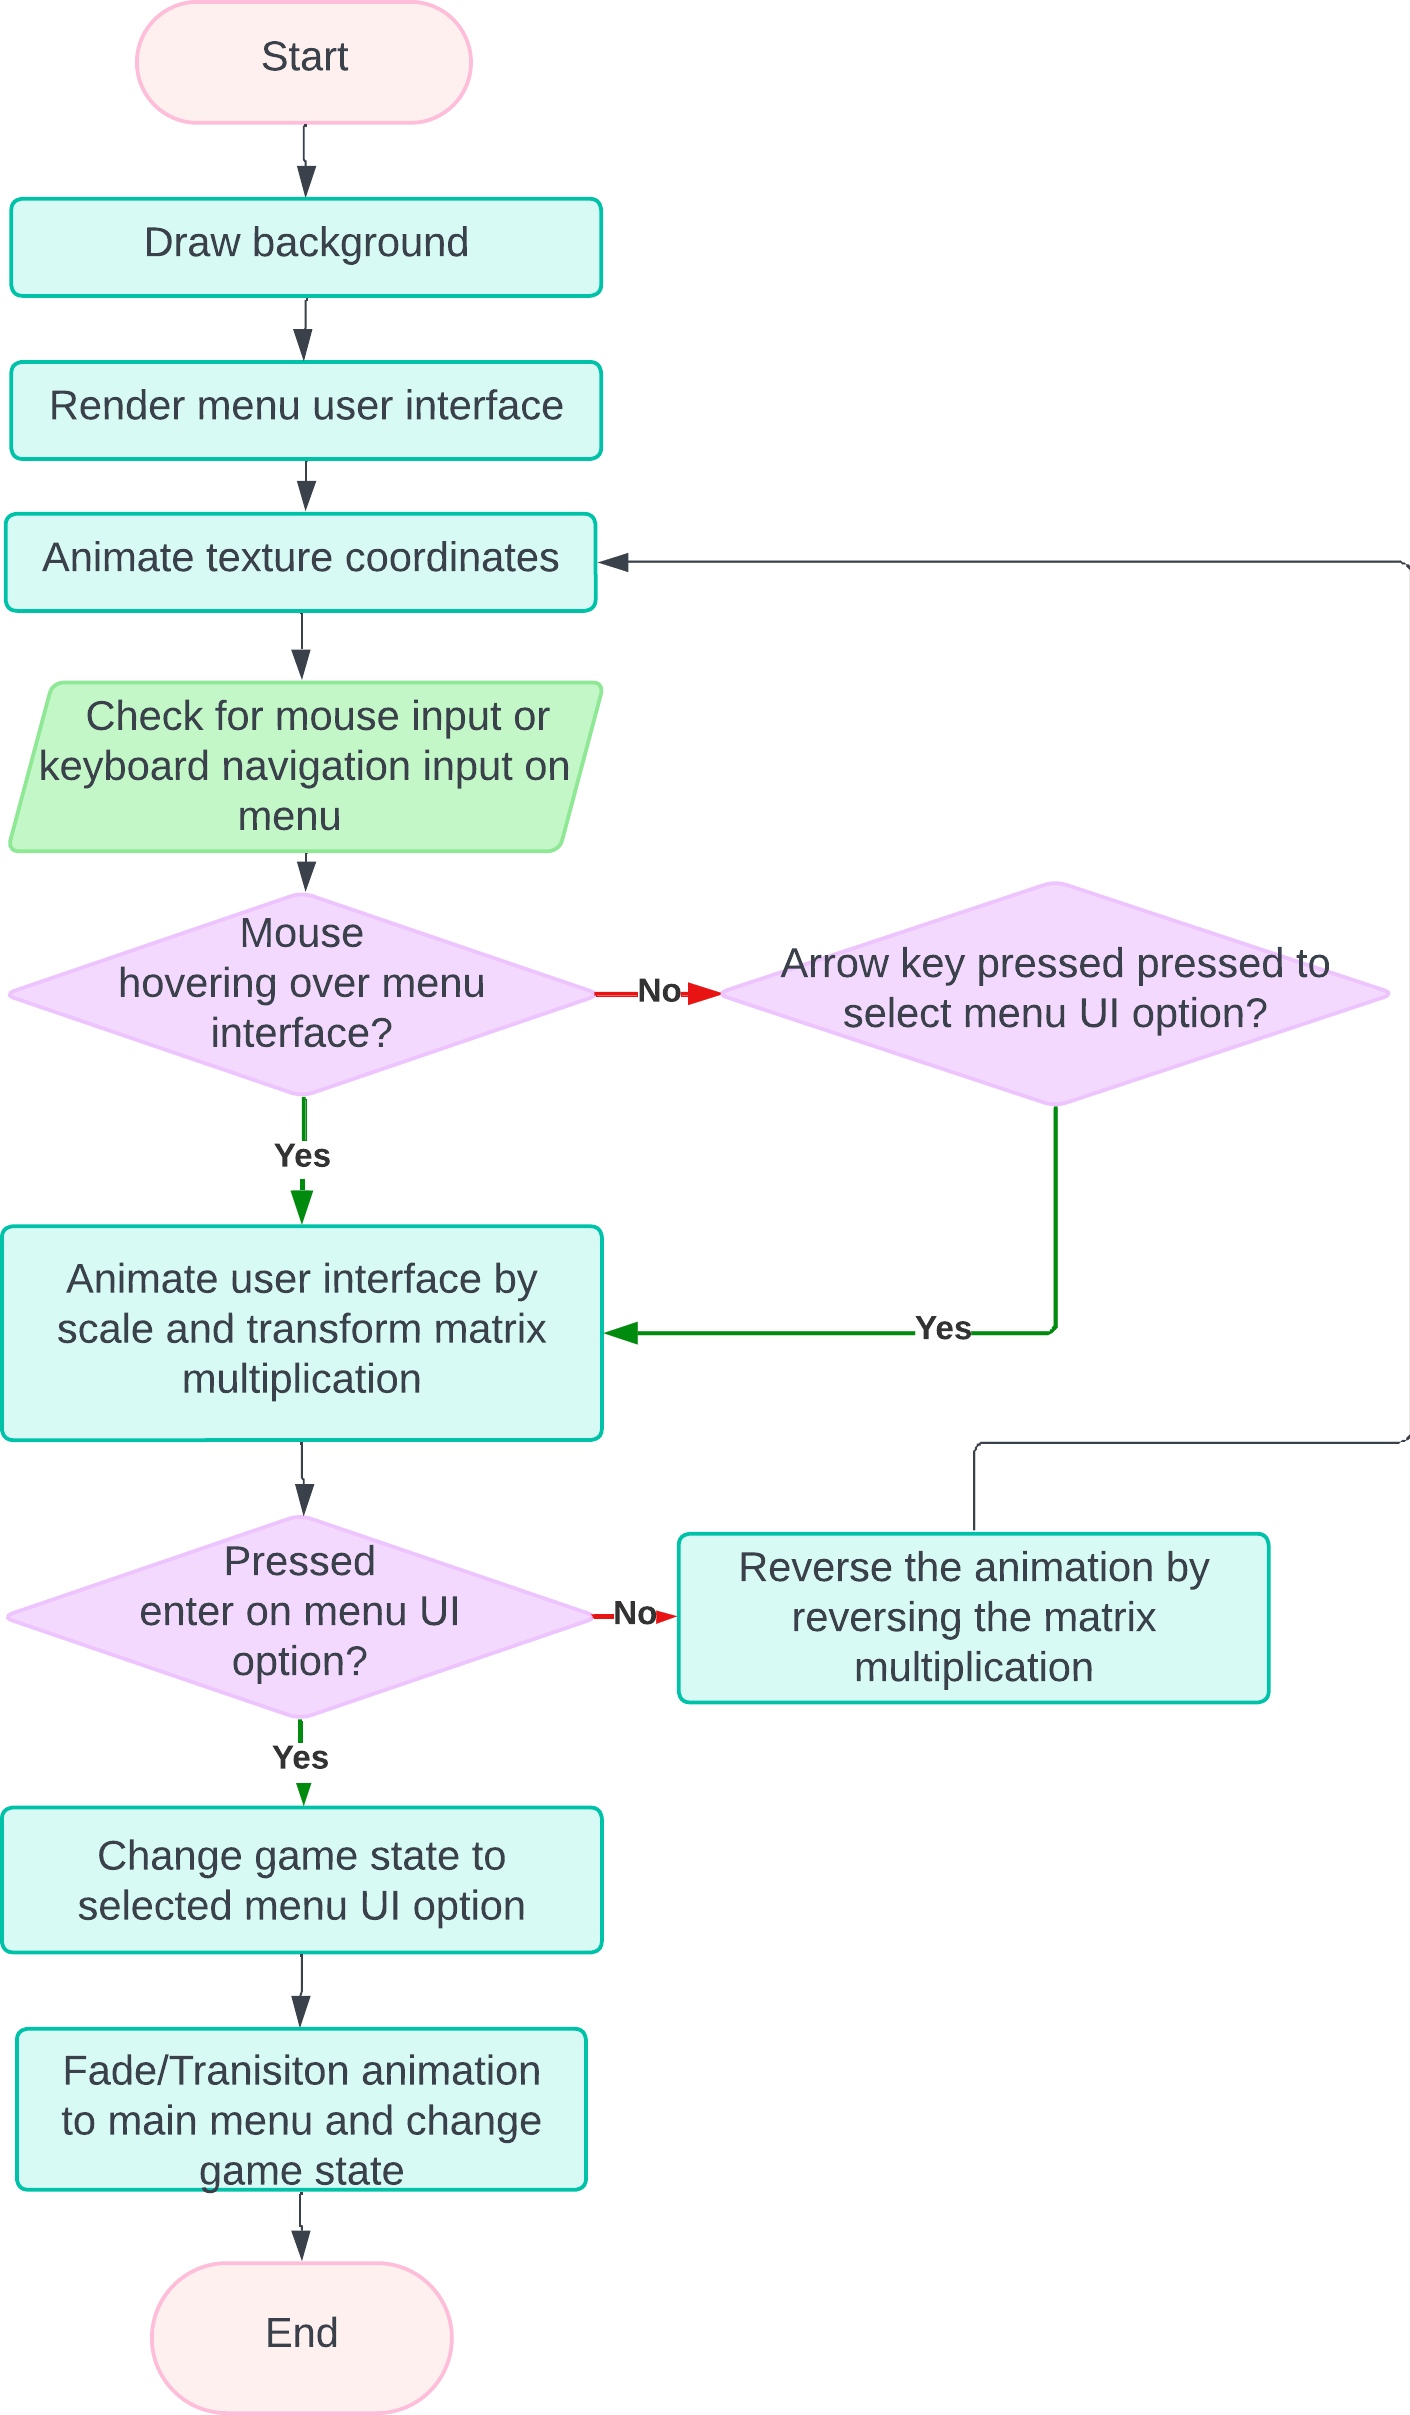 Start
Draw background
Render menu user interface
Animate texture coordinates
Check for mouse input or
keyboard navigation input on
menu
Mouse
hovering over menu
interface?
No
Arrow key pressed pressed to
select menu UI option?
Yes
Animate user interface by
scale and transform matrix
multiplication
Yes
Pressed
enter on menu UI
option?
No
Reverse the animation by
reversing the matrix
multiplication
Yes
Change game state to
selected menu UI option
Fade/Tranisiton animation
to main menu and change
game state
End